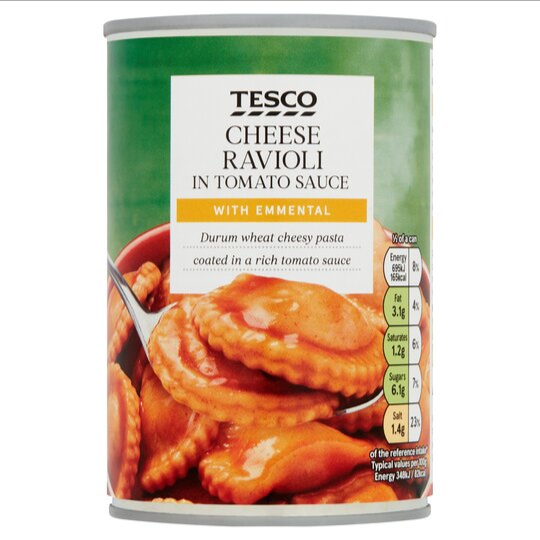 TESCO
CHEESE
RAVIOLI
IN TOMATO SAUCE
WITH EMMENTAL
Durum wheat cheesy pasta
coated in a rich tomato sauce
½ of a can
Energy
695kJ
165kcal
8%
Fat
3.1g
4%
Saturates
1.2g
6%
Sugars
6.1g
7%
Salt
1.4g
23%
of the reference intake*
Typical values per 100g
Energy 348kJ / 82kcal